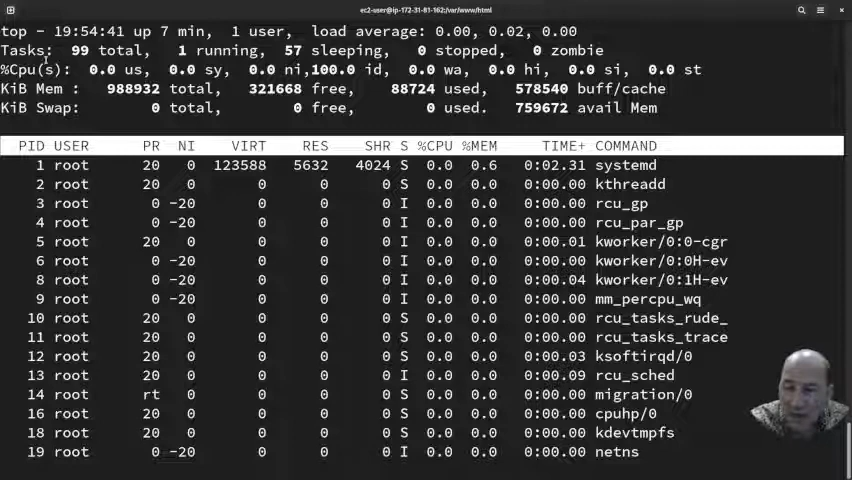 ec2-user@ip-172-31-81-162:/var/www/html
top - 19:54:41 up 7 min,  1 user,  load average: 0.00, 0.02, 0.00
Tasks:  99 total,   1 running,  57 sleeping,   0 stopped,   0 zombie
%Cpu(s):  0.0 us,  0.0 sy,  0.0 ni,100.0 id,  0.0 wa,  0.0 hi,  0.0 si,  0.0 st
KiB Mem :   988932 total,   321668 free,    88724 used,   578540 buff/cache
KiB Swap:        0 total,        0 free,        0 used.   759672 avail Mem
PID USER      PR  NI    VIRT    RES    SHR S %CPU %MEM     TIME+ COMMAND
1 root      20   0  123588   5632   4024 S  0.0  0.6   0:02.31 systemd
2 root      20   0       0      0      0 S  0.0  0.0   0:00.00 kthreadd
3 root       0 -20       0      0      0 I  0.0  0.0   0:00.00 rcu_gp
4 root       0 -20       0      0      0 I  0.0  0.0   0:00.00 rcu_par_gp
5 root      20   0       0      0      0 I  0.0  0.0   0:00.01 kworker/0:0-cgr
6 root       0 -20       0      0      0 I  0.0  0.0   0:00.00 kworker/0:0H-ev
8 root       0 -20       0      0      0 I  0.0  0.0   0:00.04 kworker/0:1H-ev
9 root       0 -20       0      0      0 I  0.0  0.0   0:00.00 mm_percpu_wq
10 root      20   0       0      0      0 S  0.0  0.0   0:00.00 rcu_tasks_rude_
11 root      20   0       0      0      0 S  0.0  0.0   0:00.00 rcu_tasks_trace
12 root      20   0       0      0      0 S  0.0  0.0   0:00.03 ksoftirqd/0
13 root      20   0       0      0      0 I  0.0  0.0   0:00.09 rcu_sched
14 root      rt   0       0      0      0 S  0.0  0.0   0:00.00 migration/0
16 root      20   0       0      0      0 S  0.0  0.0   0:00.00 cpuhp/0
18 root      20   0       0      0      0 S  0.0  0.0   0:00.00 kdevtmpfs
19 root       0 -20       0      0      0 I  0.0  0.0   0:00.00 netns